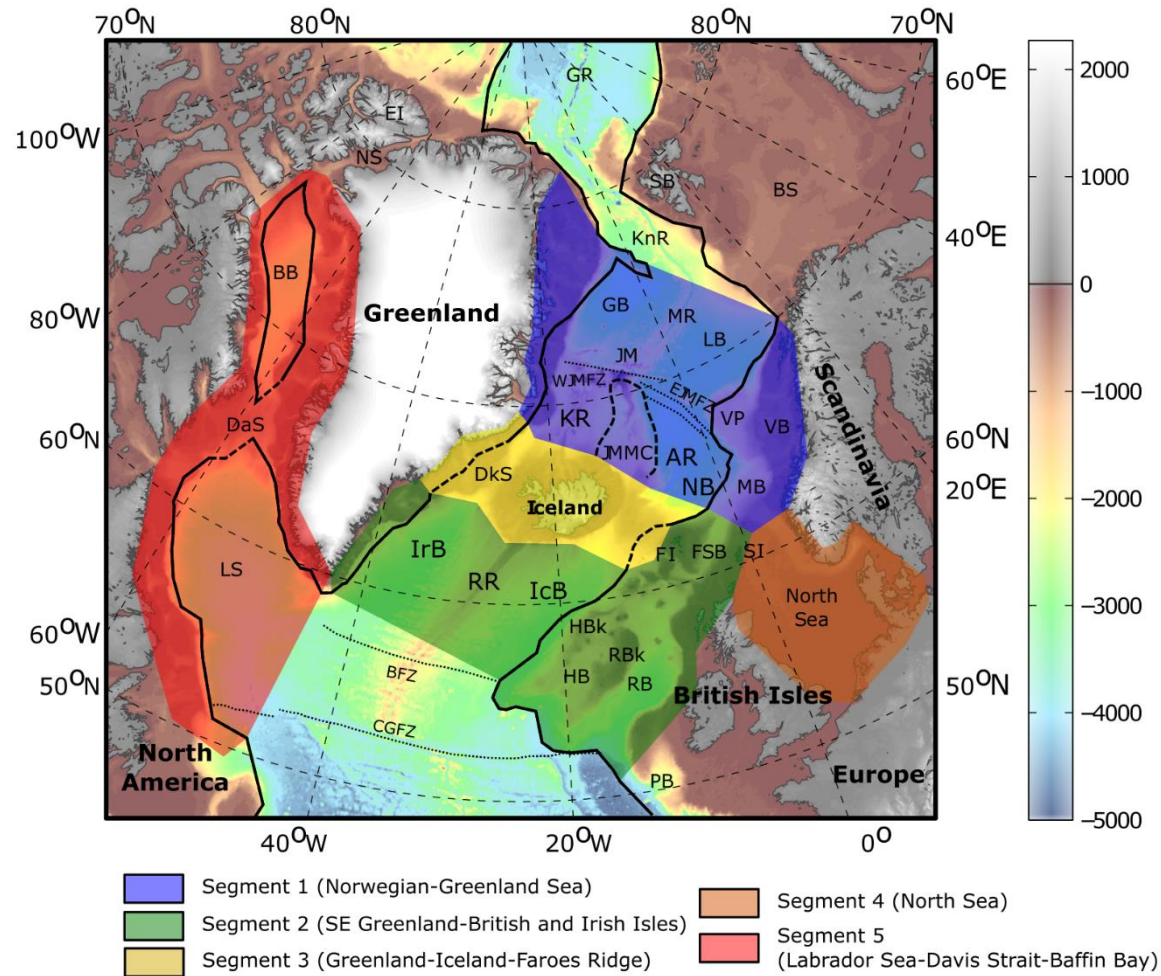 70°N
80°N
80°N
70°N
60°E
100°W
40°E
80°W
60°N
60°N
20°E
60°W
50°N
50°N
40°W
20°W
0°
2000
1000
0
−1000
−2000
−3000
−4000
−5000
GR
EI
NS
SB
BS
KnR
BB
Greenland
GB
MR
LB
JM
WJMFZ
EJMFZ
Scandinavia
KR
VP
VB
DaS
JMMC
AR
NB
MB
DkS
Iceland
IrB
FI
FSB
SI
LS
RR
IcB
North
Sea
HBk
RBk
HB
RB
BFZ
British Isles
CGFZ
North
America
PB
Europe
Segment 1 (Norwegian-Greenland Sea)
Segment 2 (SE Greenland-British and Irish Isles)
Segment 3 (Greenland-Iceland-Faroes Ridge)
Segment 4 (North Sea)
Segment 5
(Labrador Sea-Davis Strait-Baffin Bay)